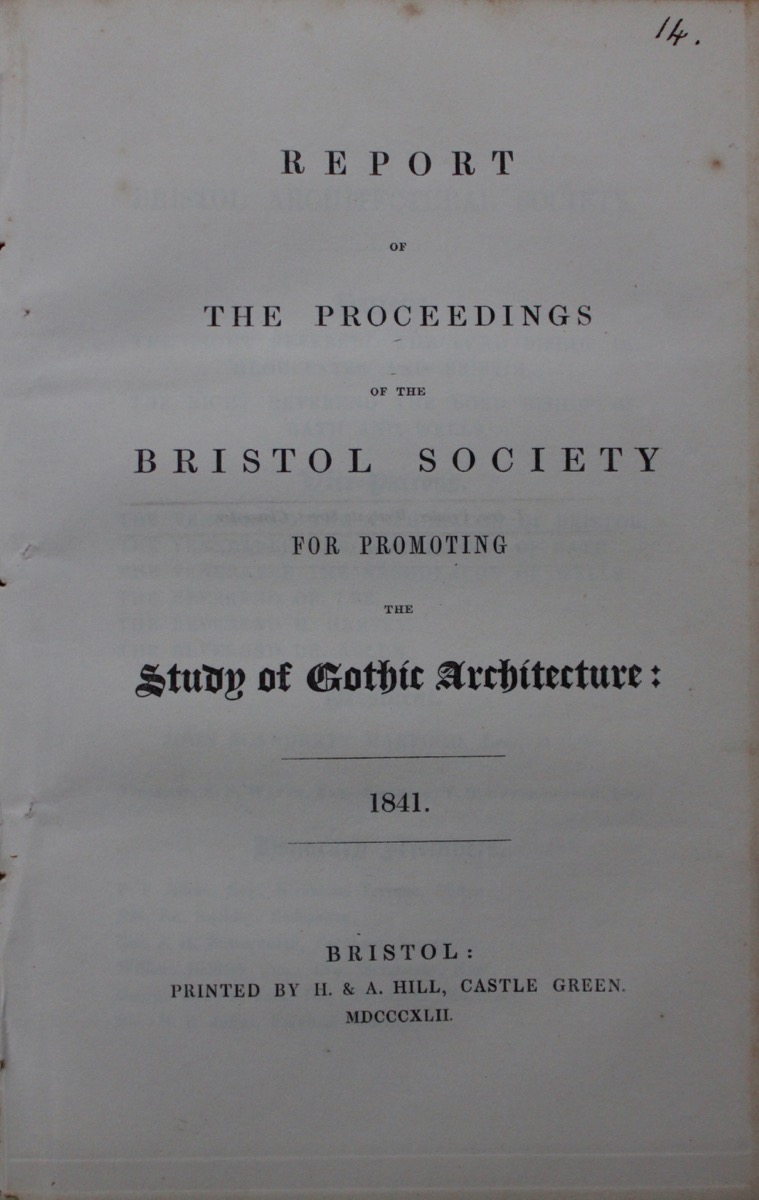 14.
REPORT
OF
THE PROCEEDINGS
OF THE
BRISTOL SOCIETY
FOR PROMOTING
THE
Study of Gothic Architecture:
1841.
BRISTOL:
PRINTED BY H. & A. HILL, CASTLE GREEN.
MDCCCXLII.